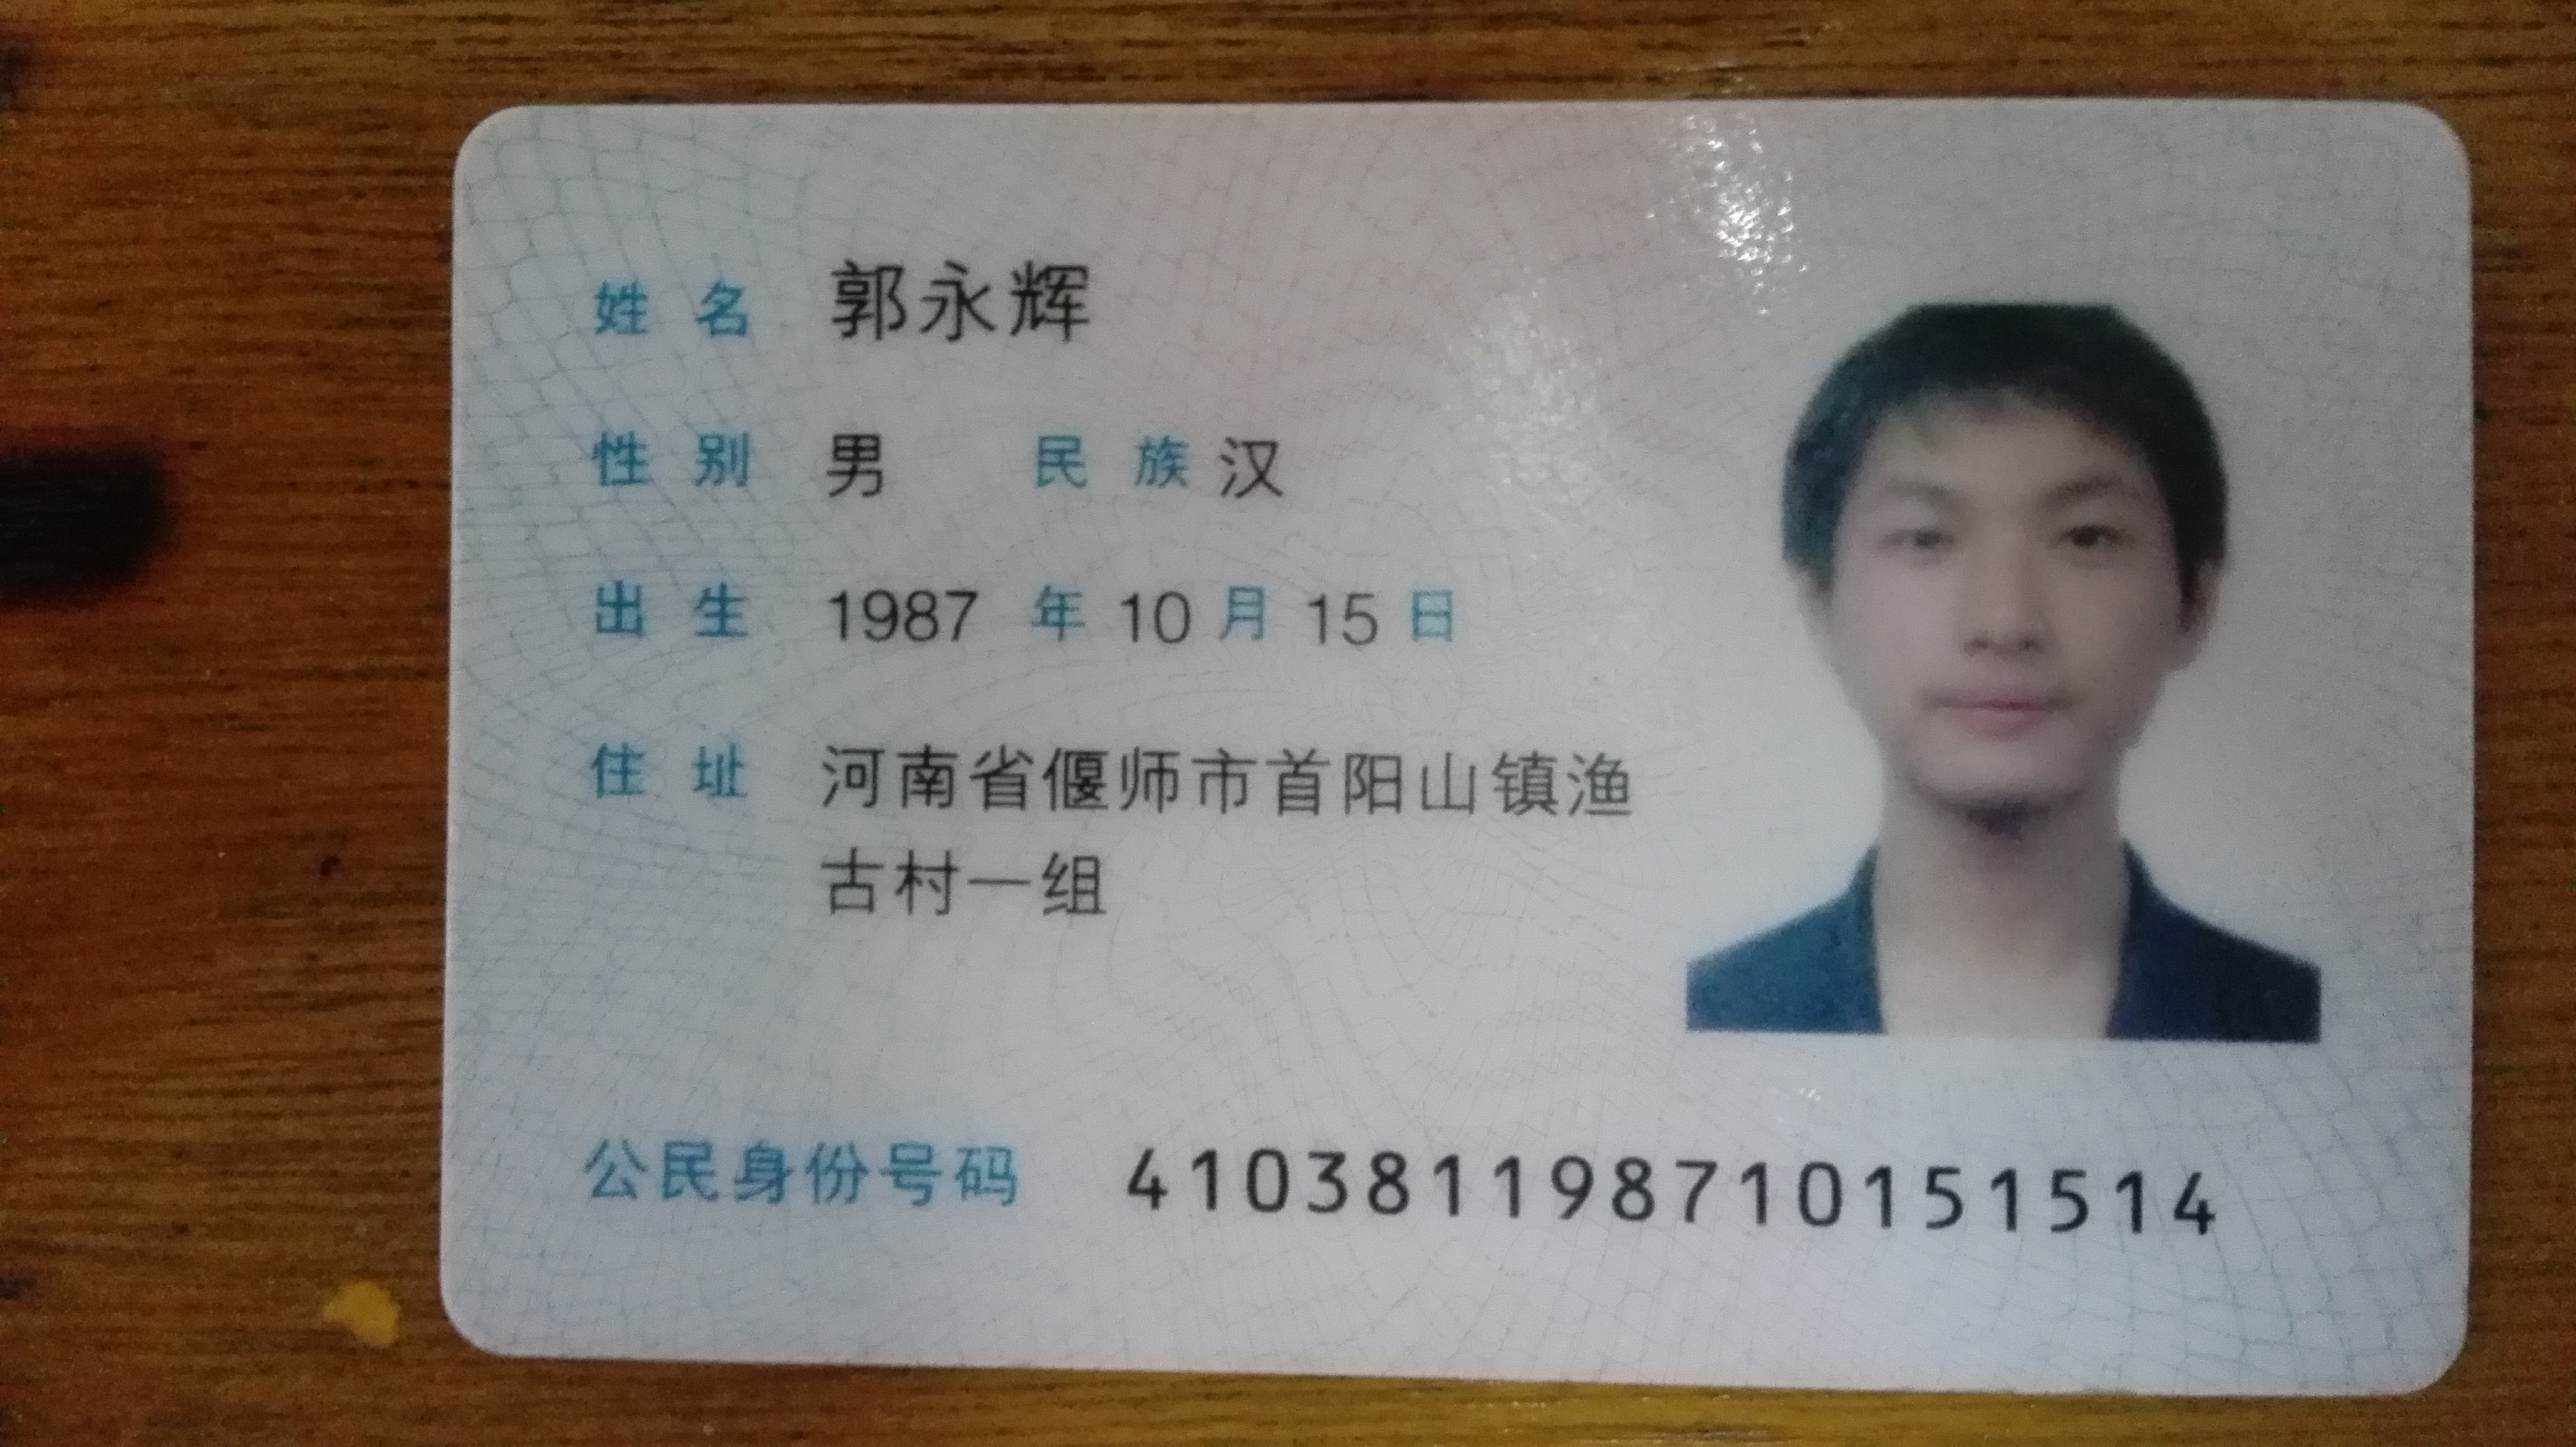 姓名 郭永辉
性别 男 民族 汉
出生 1987 年 10 月 15 日
住址 河南省偃师市首阳山镇渔
古村一组
公民身份号码 410381198710151514